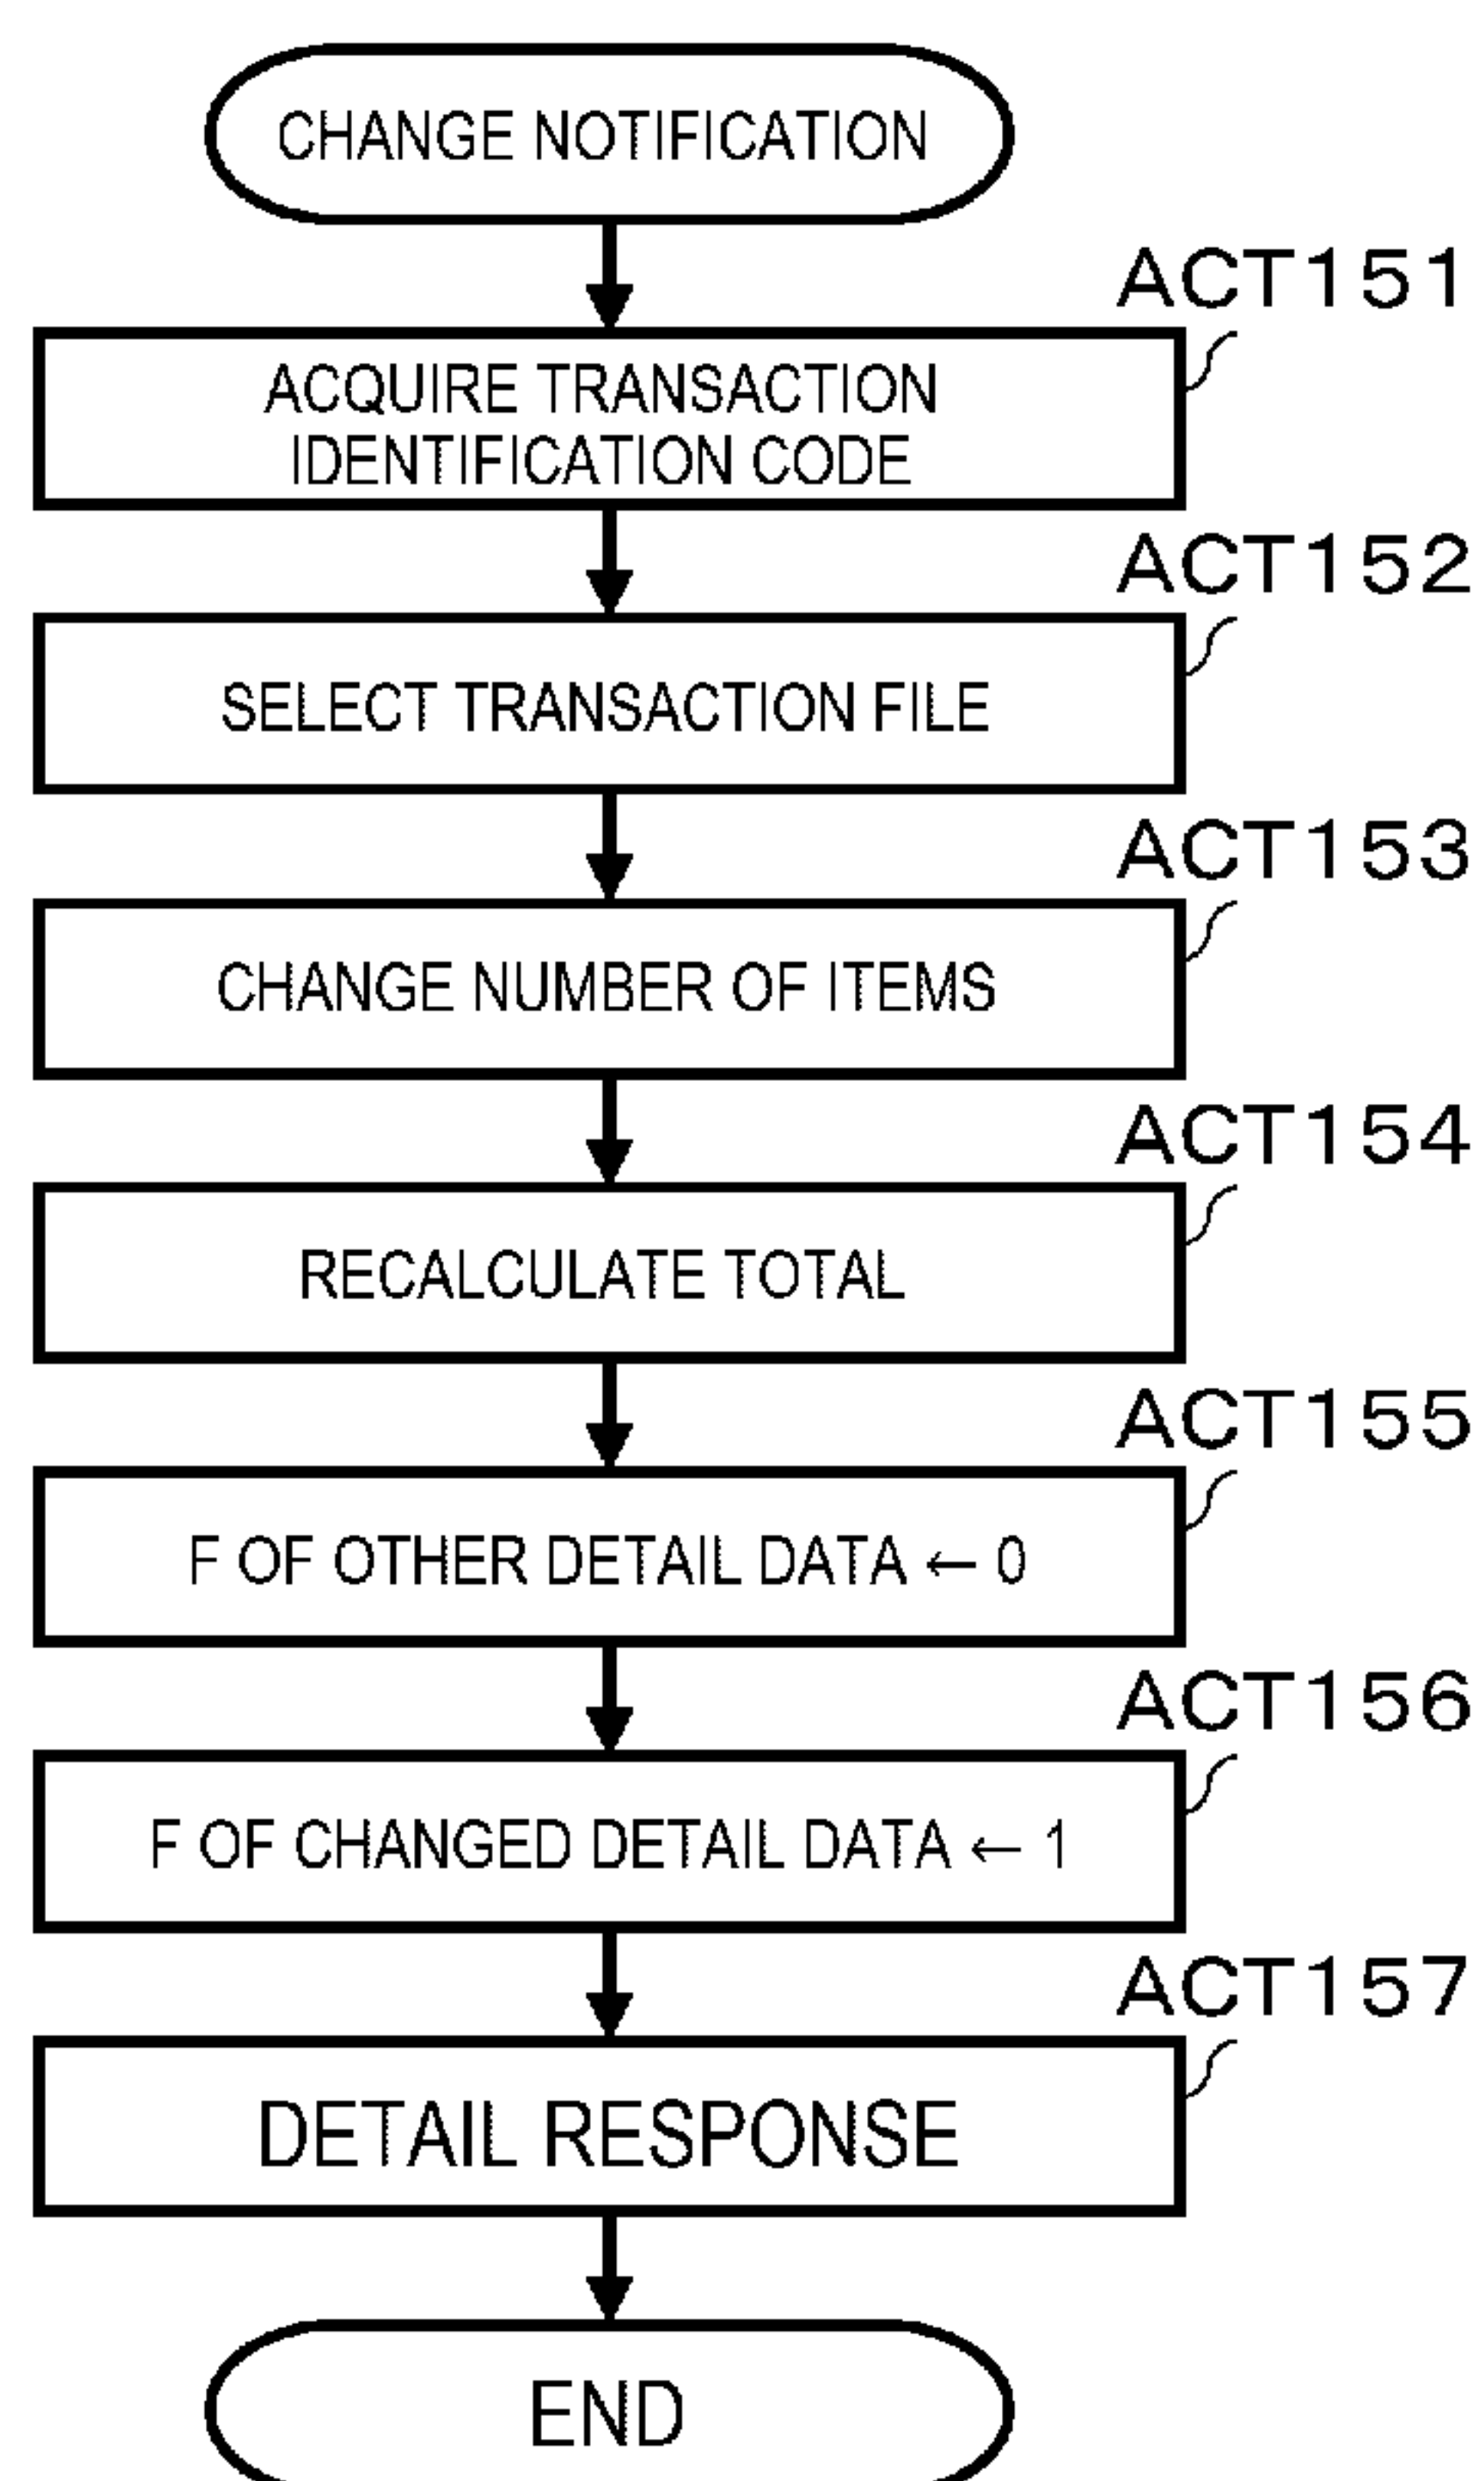 CHANGE NOTIFICATION
ACT151
ACQUIRE TRANSACTION
IDENTIFICATION CODE
ACT152
SELECT TRANSACTION FILE
ACT153
CHANGE NUMBER OF ITEMS
ACT154
RECALCULATE TOTAL
ACT155
F OF OTHER DETAIL DATA ← 0
ACT156
F OF CHANGED DETAIL DATA ← 1
ACT157
DETAIL RESPONSE
END